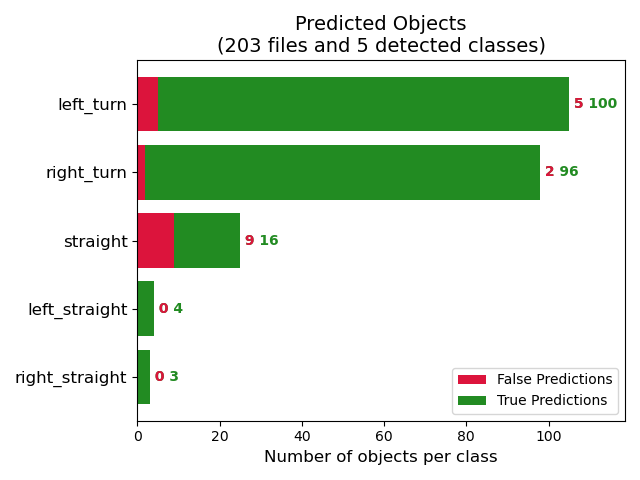 Predicted Objects
(203 files and 5 detected classes)
left_turn
5 100
right_turn
2 96
straight
9 16
left_straight
0 4
right_straight
0 3
False Predictions
True Predictions
0 20 40 60 80 100
Number of objects per class